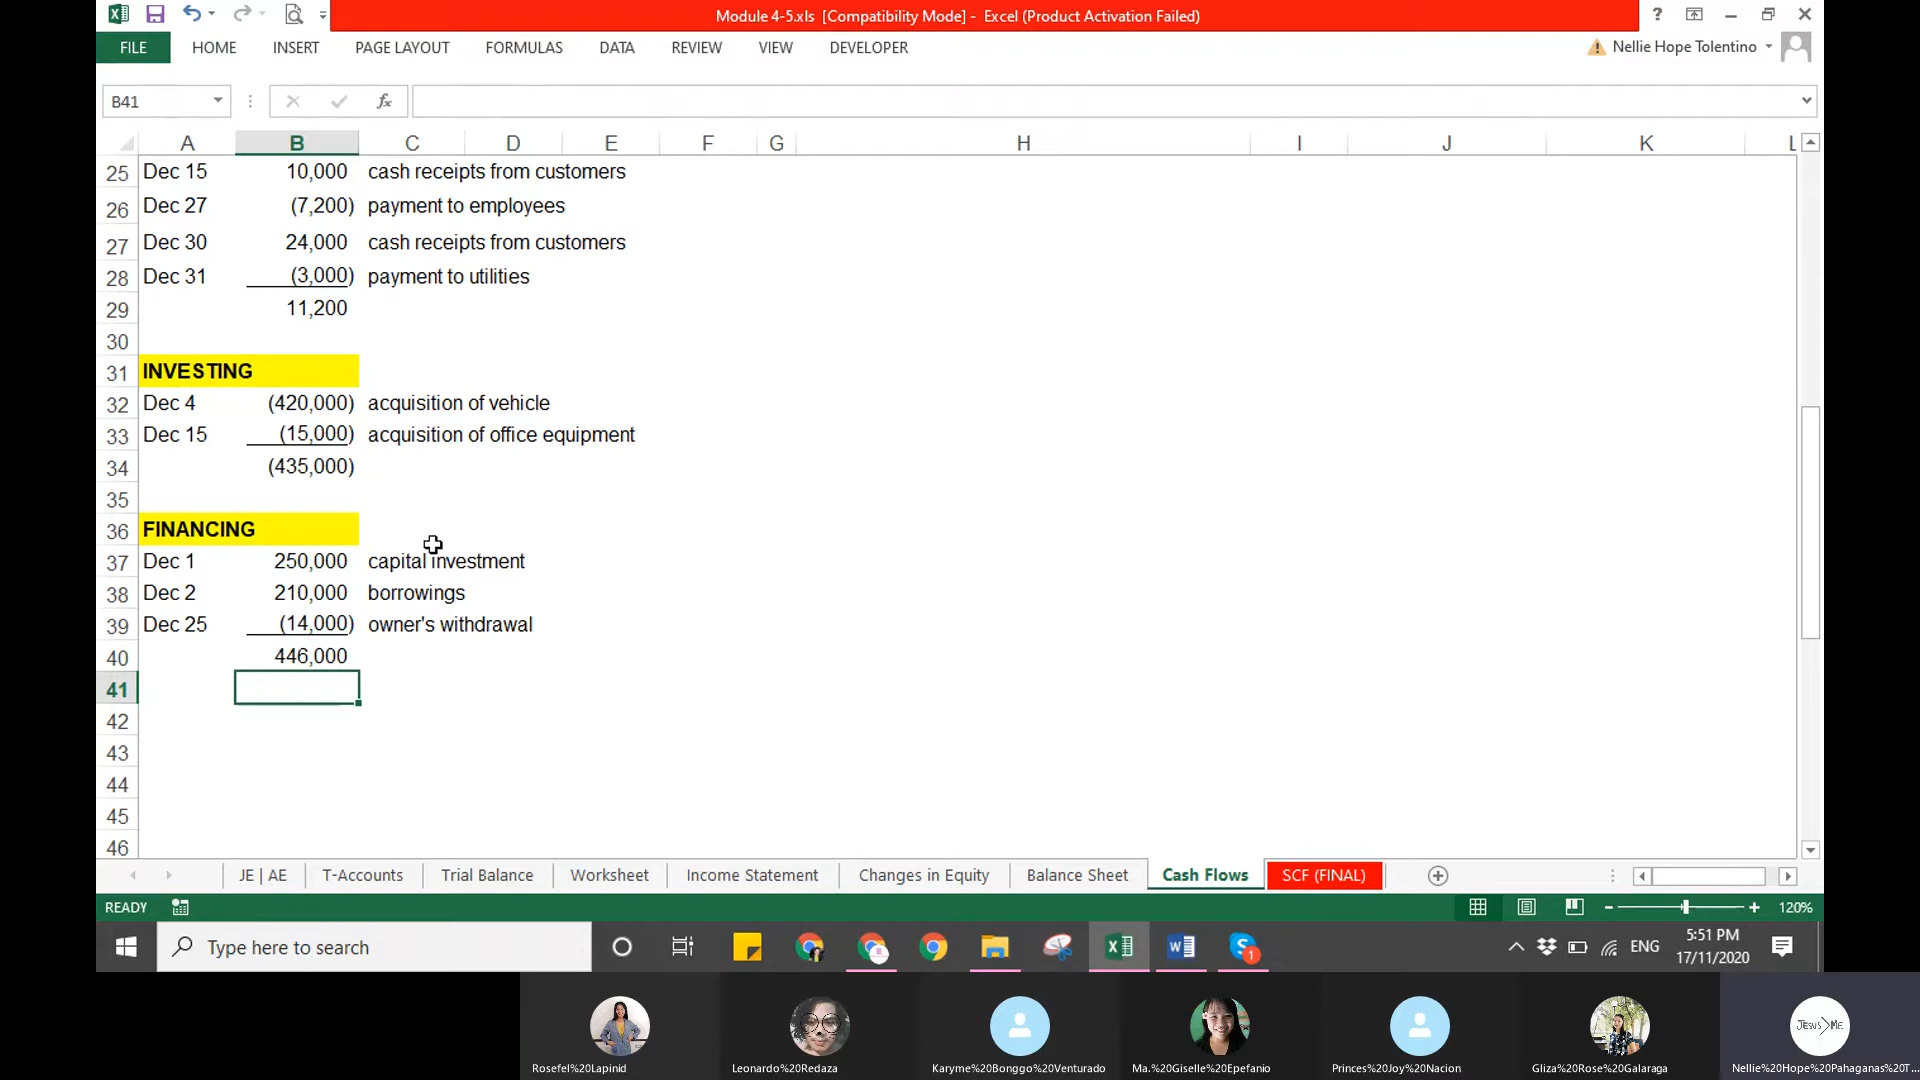 Module 4-5.xls [Compatibility Mode] - Excel (Product Activation Failed)
?
FILE HOME INSERT PAGE LAYOUT FORMULAS DATA REVIEW VIEW DEVELOPER
Nellie Hope Tolentino
B41 fx
A B C D E F G H I J K L
25 Dec 15 10,000 cash receipts from customers
26 Dec 27 (7,200) payment to employees
27 Dec 30 24,000 cash receipts from customers
28 Dec 31 (3,000) payment to utilities
29 11,200
30
31 INVESTING
32 Dec 4 (420,000) acquisition of vehicle
33 Dec 15 (15,000) acquisition of office equipment
34 (435,000)
35
36 FINANCING
37 Dec 1 250,000 capital investment
38 Dec 2 210,000 borrowings
39 Dec 25 (14,000) owner's withdrawal
40 446,000
41
42
43
44
45
46
JE | AE T-Accounts Trial Balance Worksheet Income Statement Changes in Equity Balance Sheet Cash Flows SCF (FINAL)
READY 120%
Type here to search
1
ENG
5:51 PM
17/11/2020
JESUS>ME
Rosefel%20Lapinid Leonardo%20Redaza Karyme%20Bonggo%20Venturado Ma.%20Giselle%20Epefanio Princes%20Joy%20Nacion Gliza%20Rose%20Galaraga Nellie%20Hope%20Pahaganas%20T...